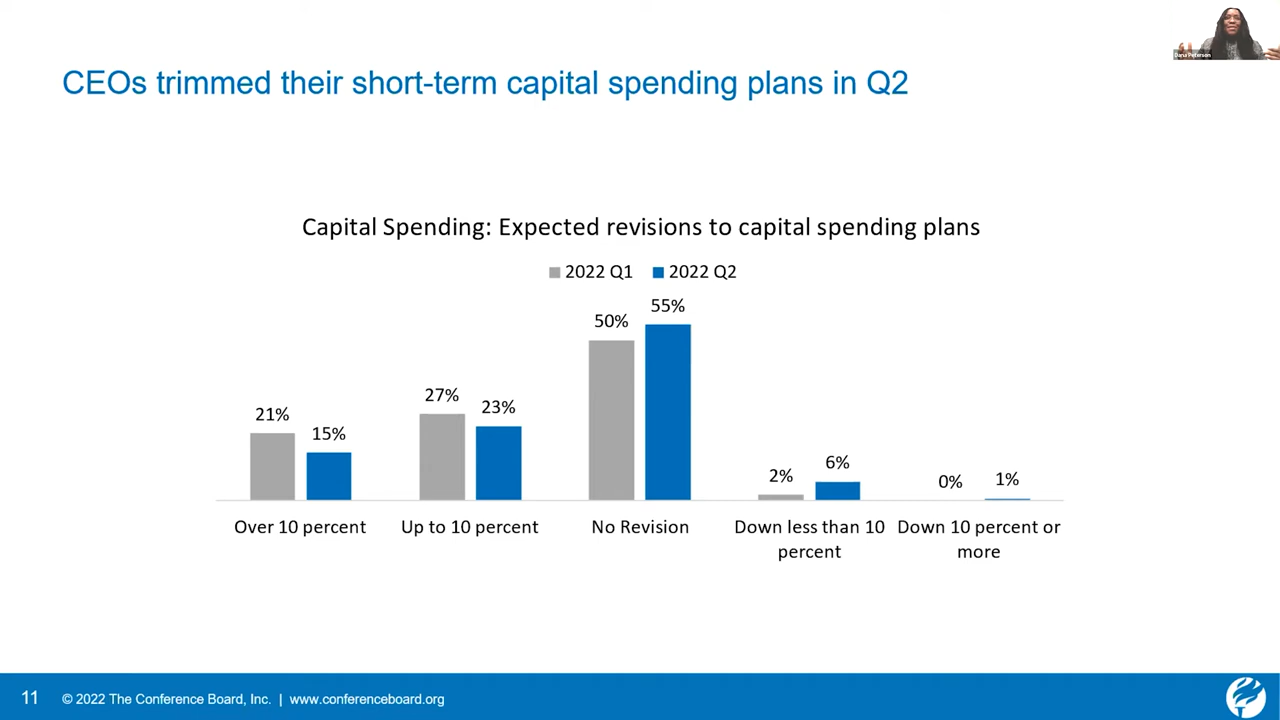 Dana Peterson
CEOs trimmed their short-term capital spending plans in Q2
Capital Spending: Expected revisions to capital spending plans
2022 Q1 2022 Q2
21% 15% 27% 23% 50% 55% 2% 6% 0% 1%
Over 10 percent Up to 10 percent No Revision Down less than 10 percent Down 10 percent or more
11 © 2022 The Conference Board, Inc. | www.conferenceboard.org